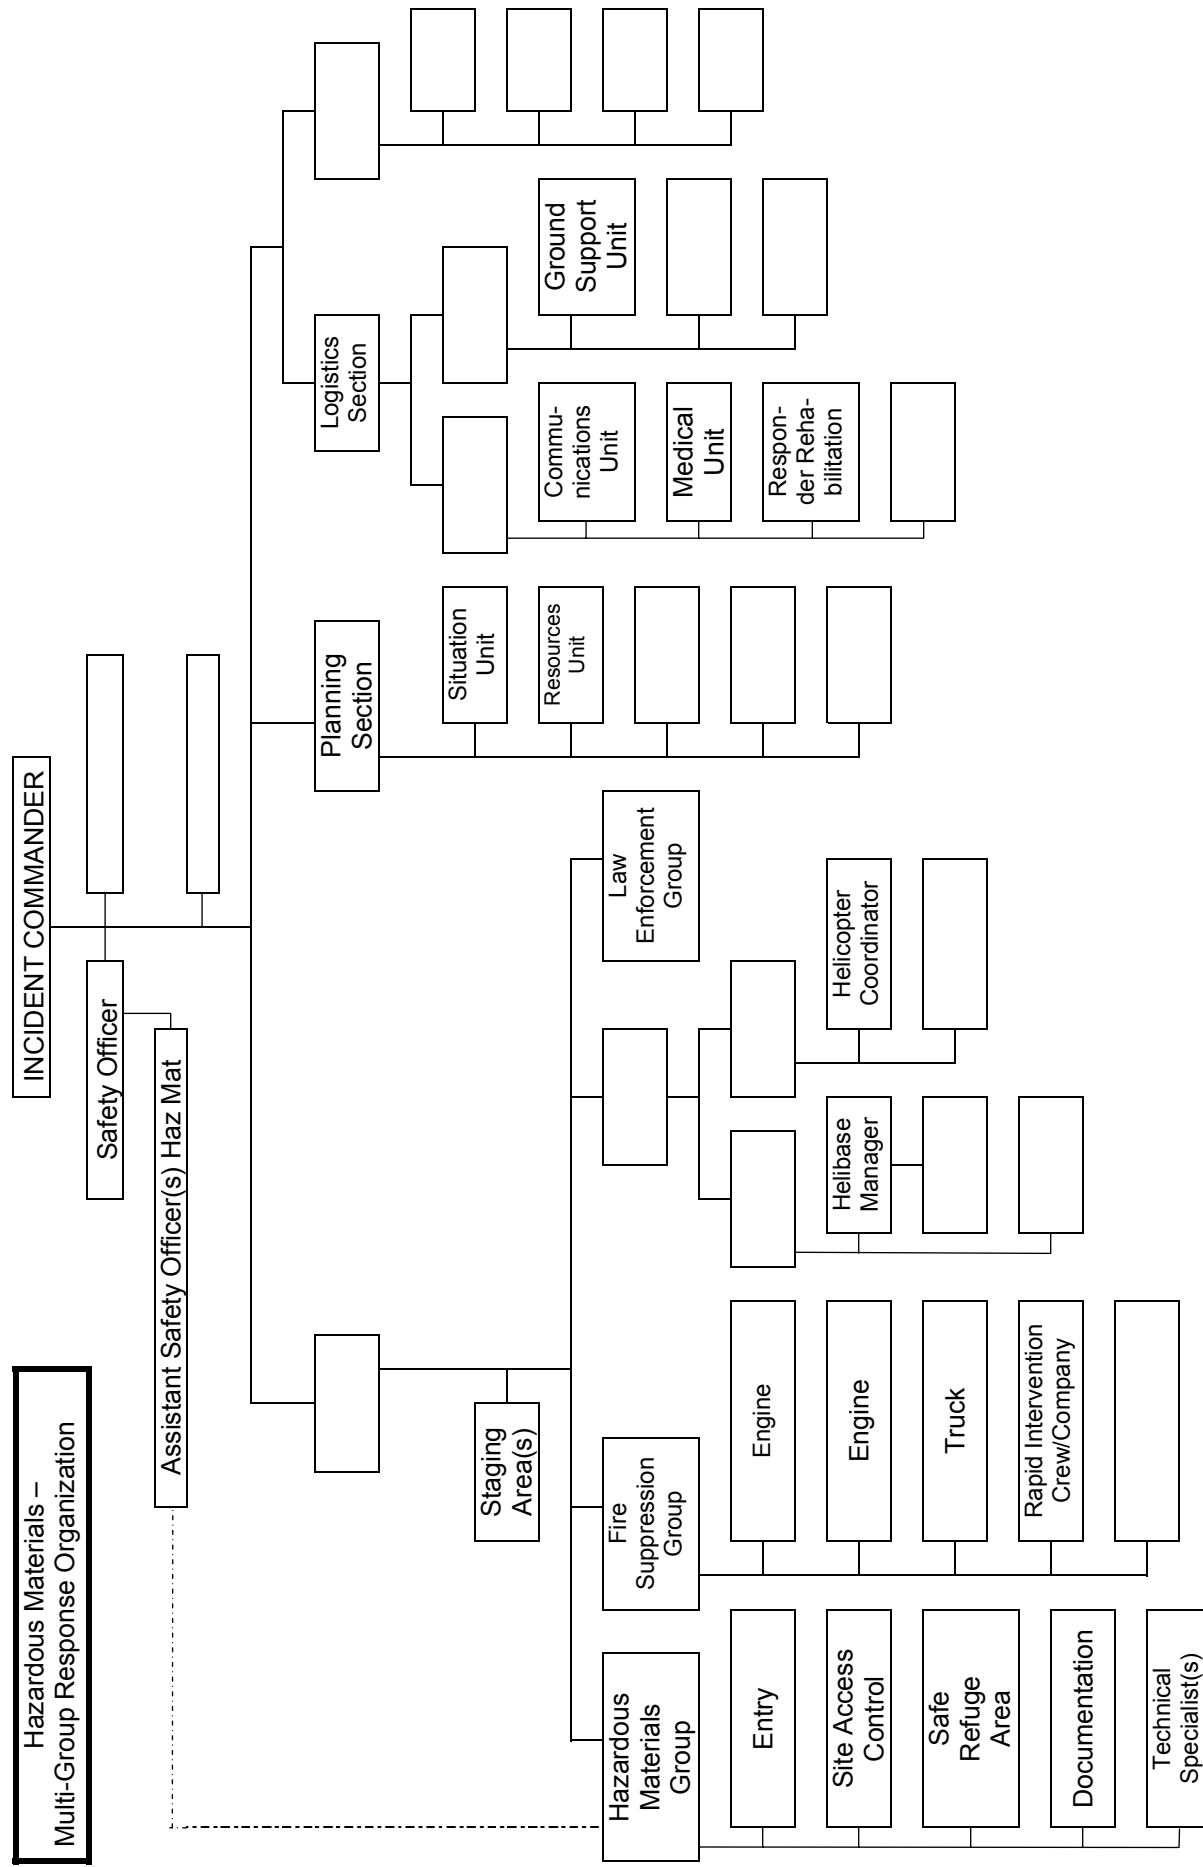 Hazardous Materials –
Multi-Group Response Organization
INCIDENT COMMANDER
Safety Officer
Assistant Safety Officer(s) Haz Mat
Planning
Section
Logistics
Section
Staging
Area(s)
Hazardous
Materials
Group
Fire
Suppression
Group
Law
Enforcement
Group
Entry
Site Access
Control
Safe
Refuge
Area
Documentation
Technical
Specialist(s)
Engine
Engine
Truck
Rapid Intervention
Crew/Company
Helibase
Manager
Helicopter
Coordinator
Situation
Unit
Resources
Unit
Commu-
nications
Unit
Medical
Unit
Respon-
der Reha-
bilitation
Ground
Support
Unit